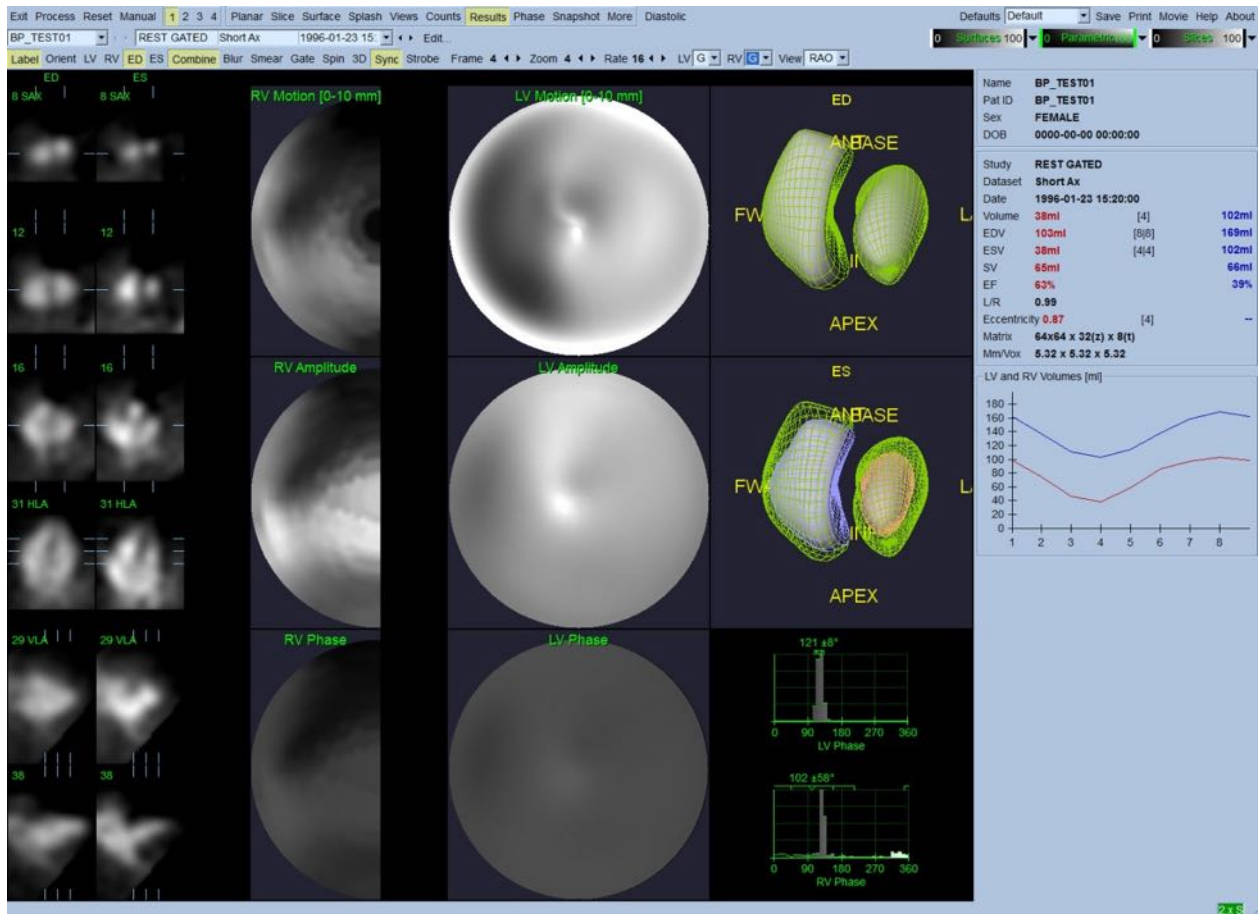 Exit Process Reset Manual 1 2 3 4 Planar Slice Surface Splash Views Counts Results Phase Snapshot More Diastolic Defaults Default Save Print Movie Help About
BP_TEST01 REST GATED Short Ax 1996-01-23 15: Edit... 0 Surfaces 100 0 Parametric 100 0 Slices 100
Label Orient LV RV ED ES Combine Blur Smear Gate Spin 3D Sync Strobe Frame 4 Zoom 4 Rate 16 LV G RV G View RAO
ED ES
8 SAX 8 SAX
12 12
16 16
31 HLA 31 HLA
29 VLA 29 VLA
38 38
RV Motion [0-10 mm] LV Motion [0-10 mm]
RV Amplitude LV Amplitude
RV Phase LV Phase
ED
ANT BASE
FW
APEX
ES
ANT BASE
FW
APEX
121 ±8°
0 90 180 270 360
LV Phase
102 ±58°
0 90 180 270 360
RV Phase
Name BP_TEST01
Pat ID BP_TEST01
Sex FEMALE
DOB 0000-00-00 00:00:00
Study REST GATED
Dataset Short Ax
Date 1996-01-23 15:20:00
Volume 38ml [4] 102ml
EDV 103ml [8|8] 169ml
ESV 38ml [4|4] 102ml
SV 65ml 66ml
EF 63% 39%
L/R 0.99
Eccentricity 0.87 [4] --
Matrix 64x64 x 32(z) x 8(t)
Mm/Vox 5.32 x 5.32 x 5.32
LV and RV Volumes [ml]
180
160
140
120
100
80
60
40
20
0
1 2 3 4 5 6 7 8
2 x S